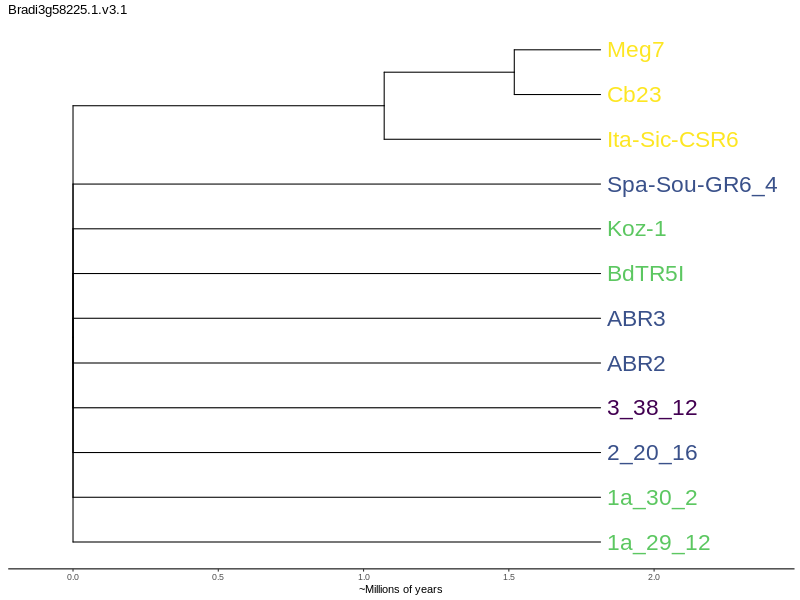 Bradi3g58225.1.v3.1
Meg7
Cb23
Ita-Sic-CSR6
Spa-Sou-GR6_4
Koz-1
BdTR5I
ABR3
ABR2
3_38_12
2_20_16
1a_30_2
1a_29_12
0.0 0.5 1.0 1.5 2.0
~Millions of years